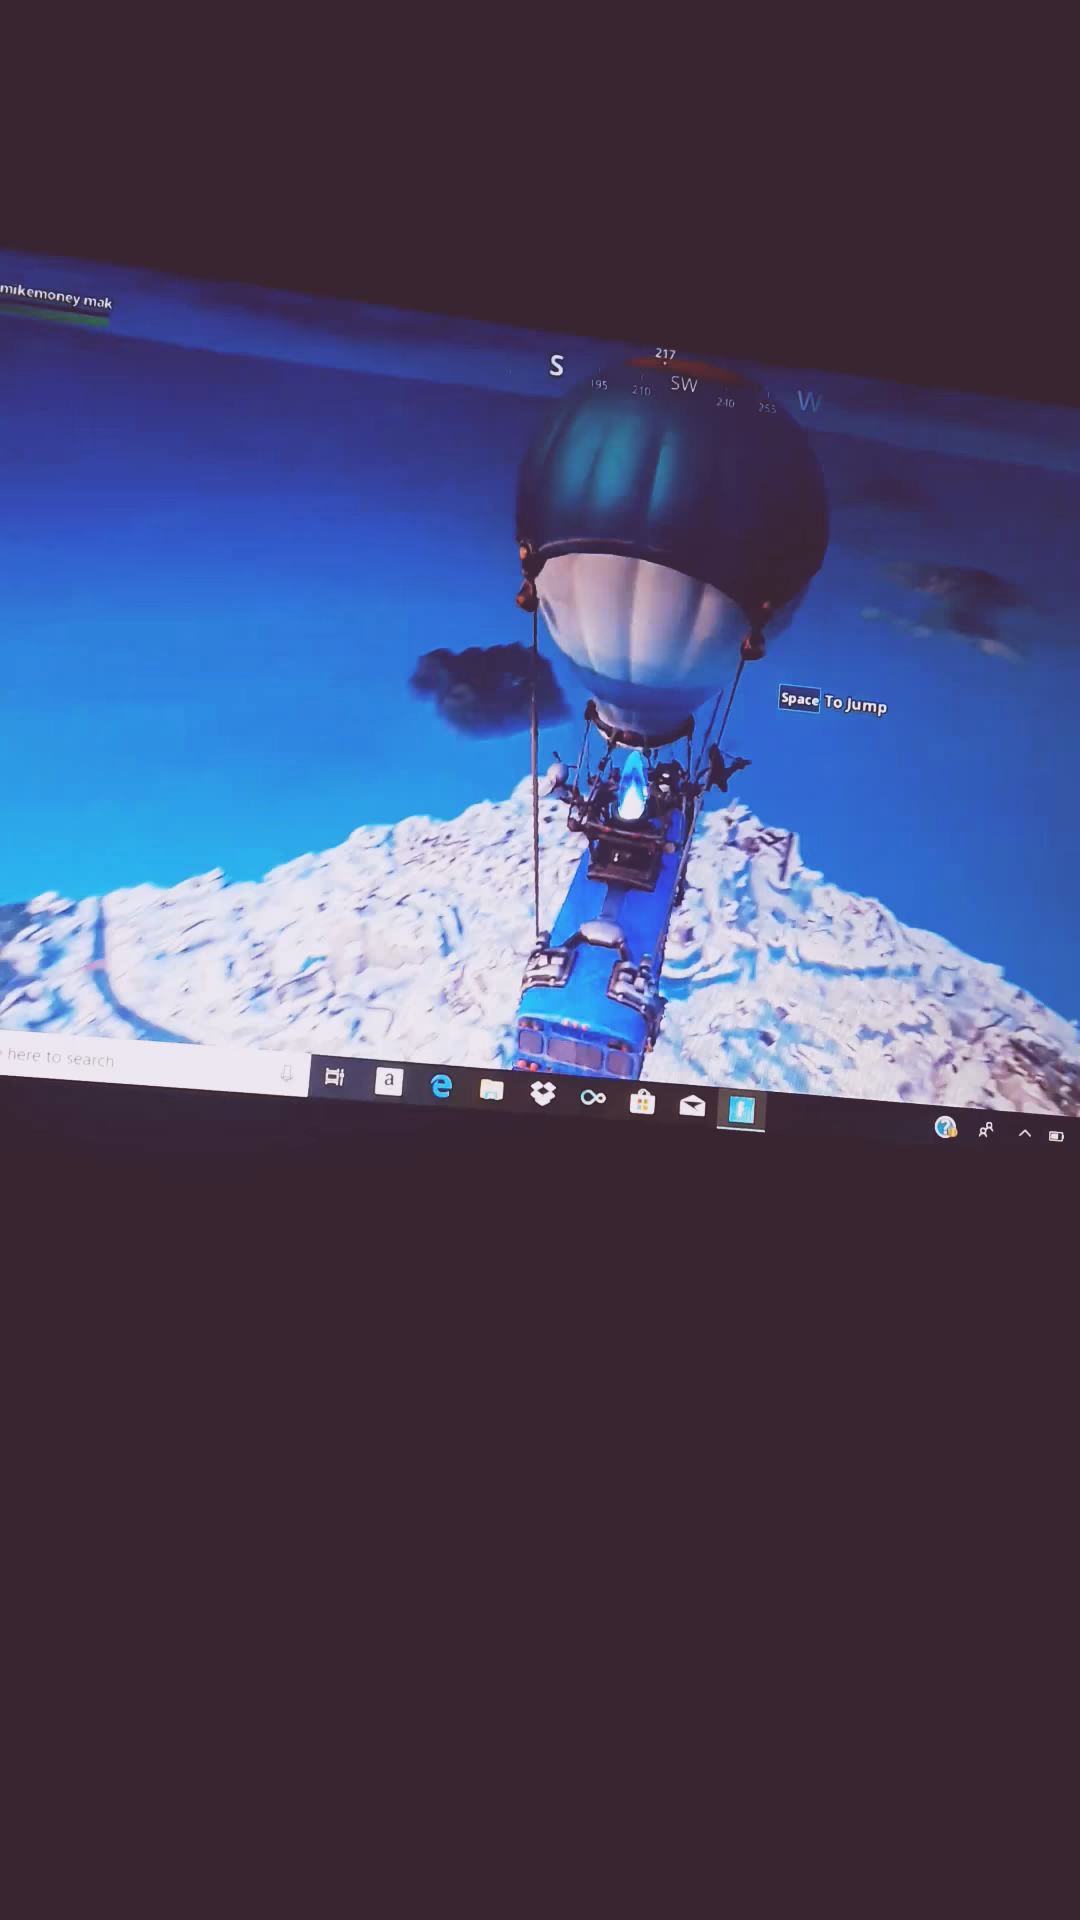 mikemoney mak
217
S
195
210
SW
240
255
W
Space To Jump
here to search
a